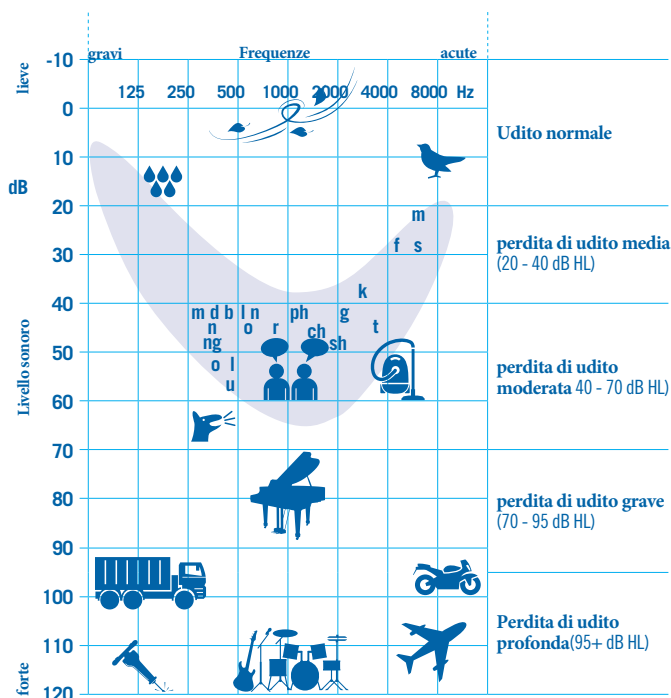 gravi Frequenze acute
lieve
-10
125 250 500 1000 2000 4000 8000 Hz
0
Udito normale
10
dB
20
m
perdita di udito media
f s
30
(20 - 40 dB HL)
k
40
m d b l n ph g
n o r ch t
ng sh
50
o l
perdita di udito
u
moderata 40 - 70 dB HL)
60
Livello sonoro
70
80
perdita di udito grave
(70 - 95 dB HL)
90
100
Perdita di udito
110
profonda(95+ dB HL)
forte
120